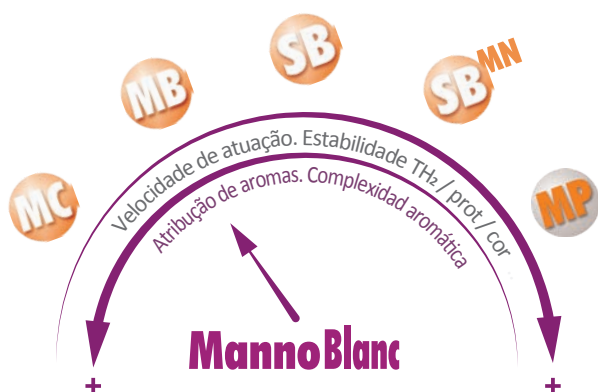 MC
MB
SB
SB MN
MP
Velocidade de atuação. Estabilidade TH₂ / prot / cor
Atribução de aromas. Complexidad aromática
MannoBlanc
+
+